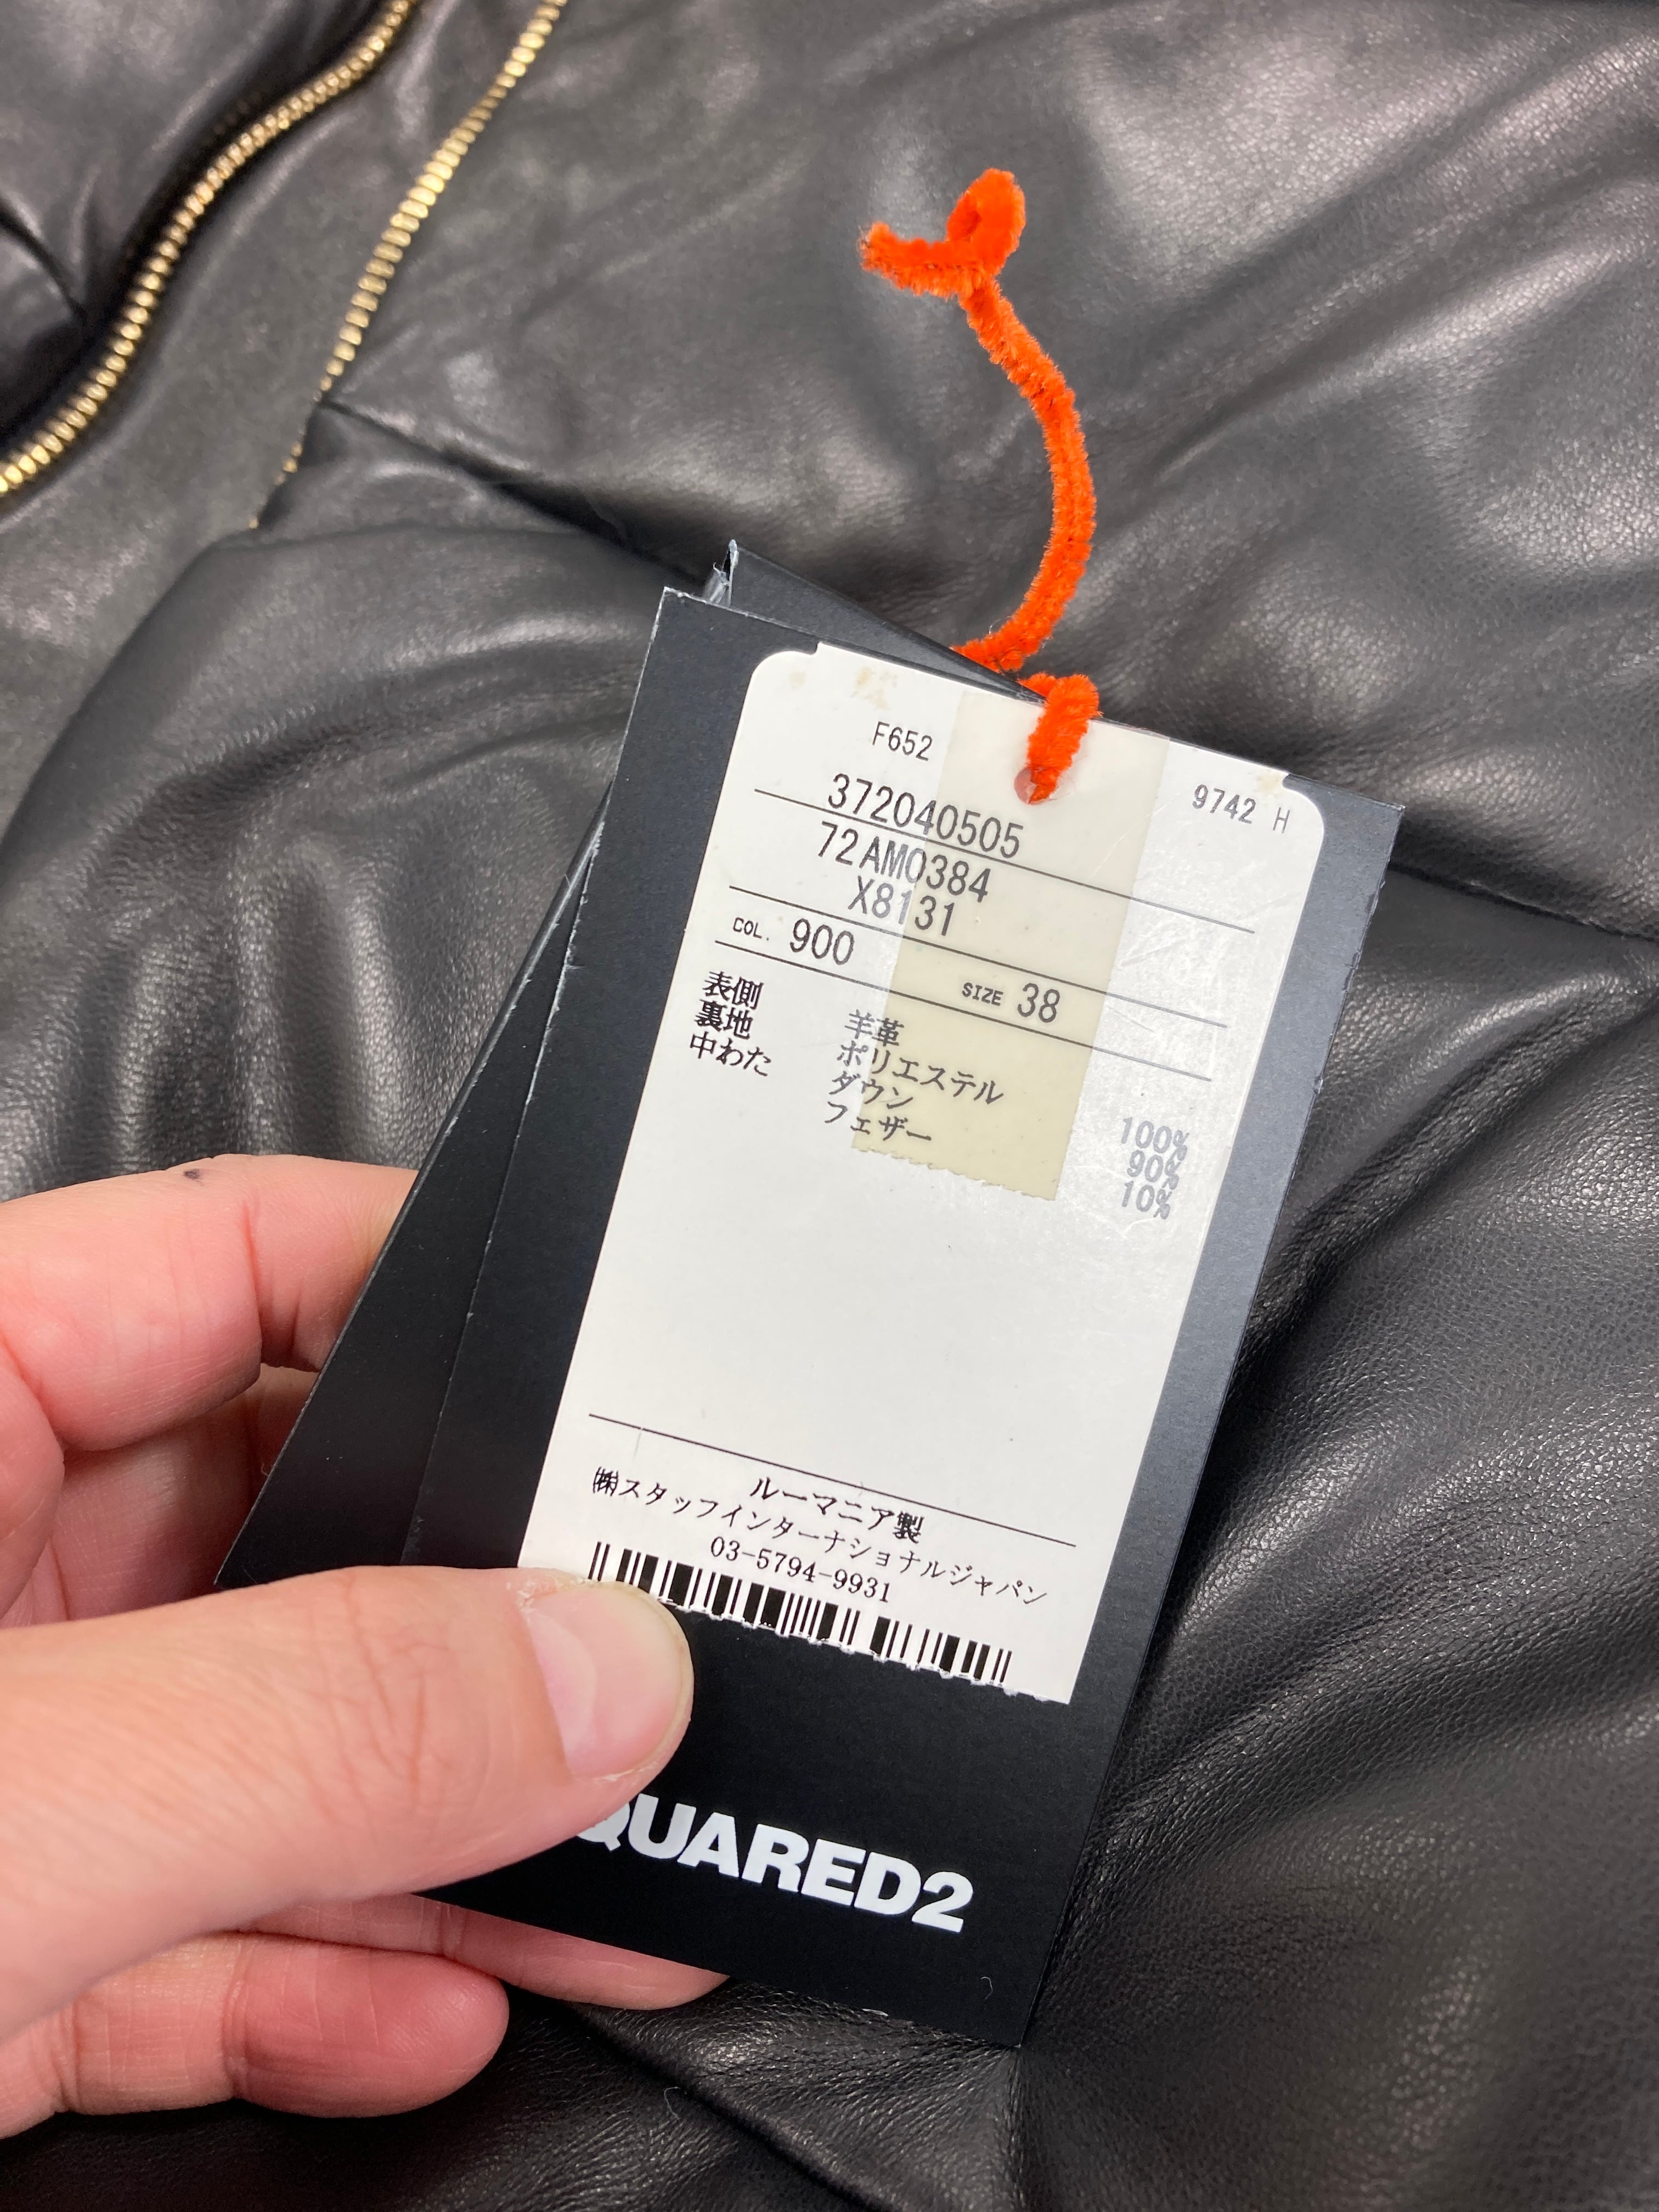 F652
9742 H
372040505
72AM0384
X8131
COL. 900 SIZE 38
表側 羊革
裏地 ポリエステル 100%
中わた ダウン 90%
フェザー 10%
ルーマニア製
㈱スタッフインターナショナルジャパン
03-5794-9931
QUARED2